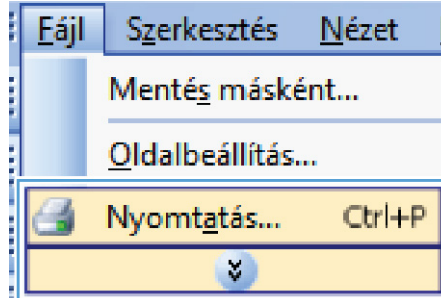 Fájl Szerkesztés Nézet
Mentés másként...
Oldalbeállítás...
Nyomtatás... Ctrl+P